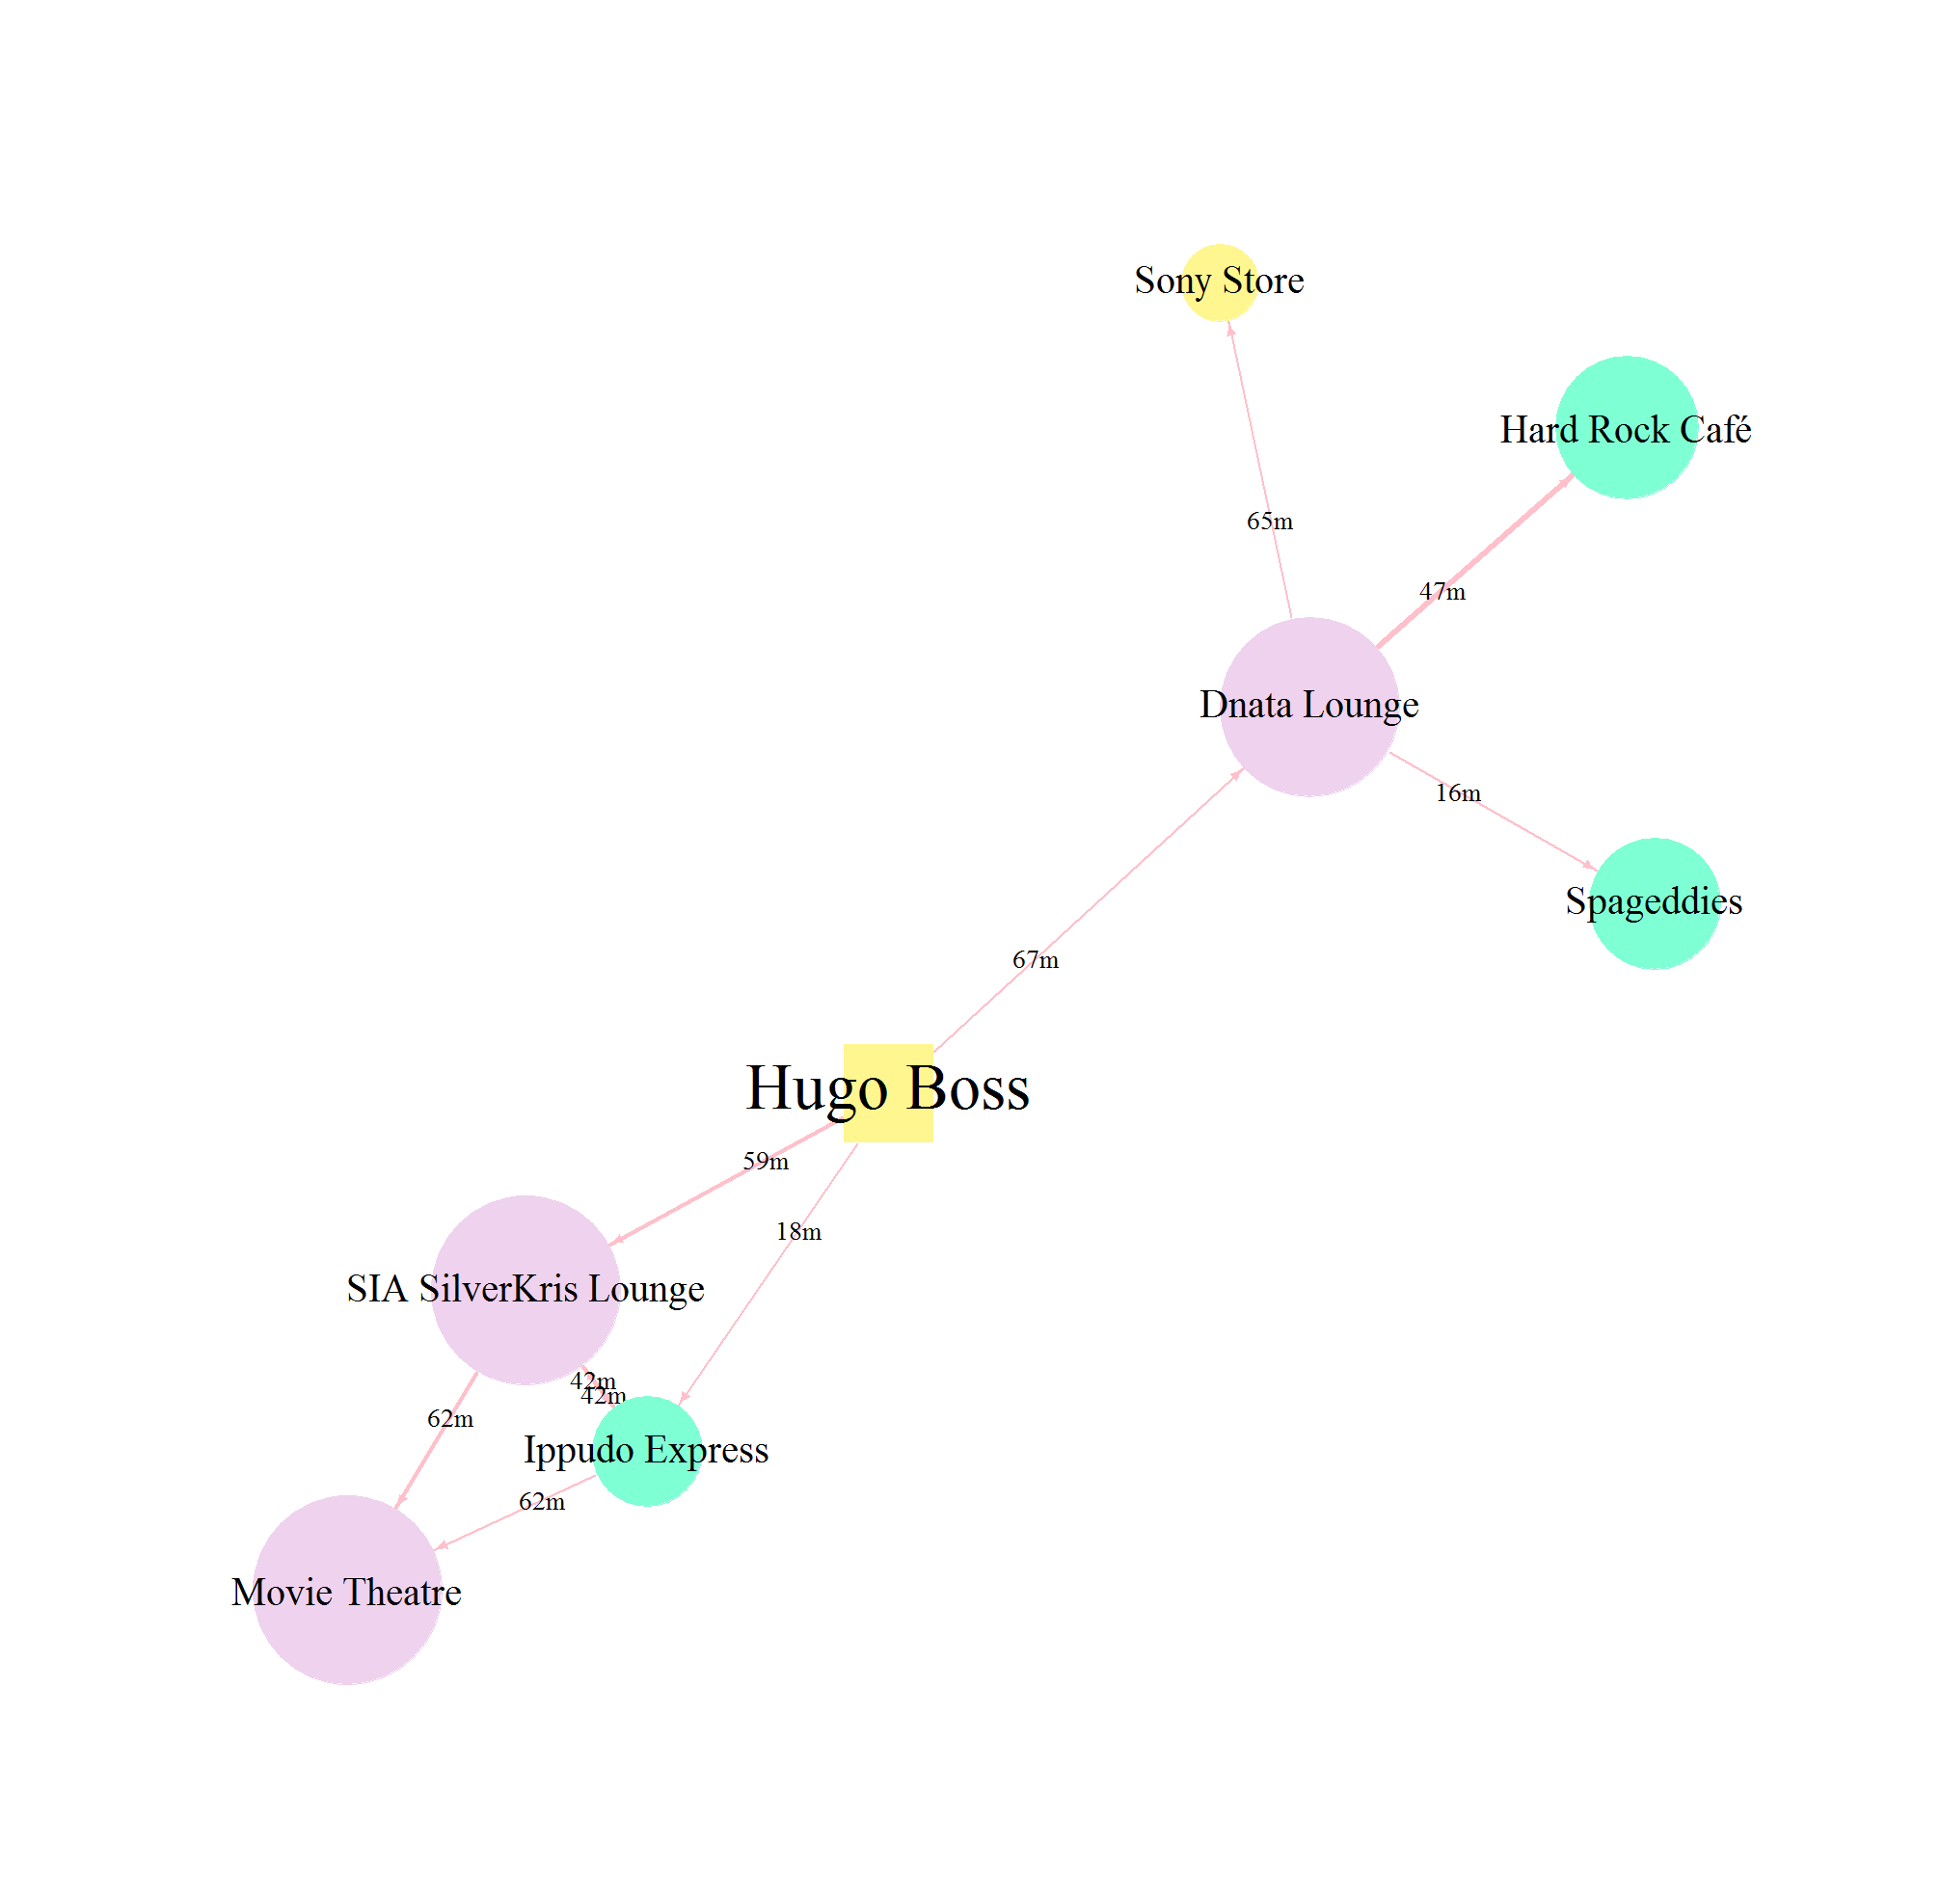 Sony Store
Hard Rock Café
65m
47m
Dnata Lounge
16m
Spageddies
67m
Hugo Boss
59m
18m
SIA SilverKris Lounge
42m
42m
62m
Ippudo Express
62m
Movie Theatre